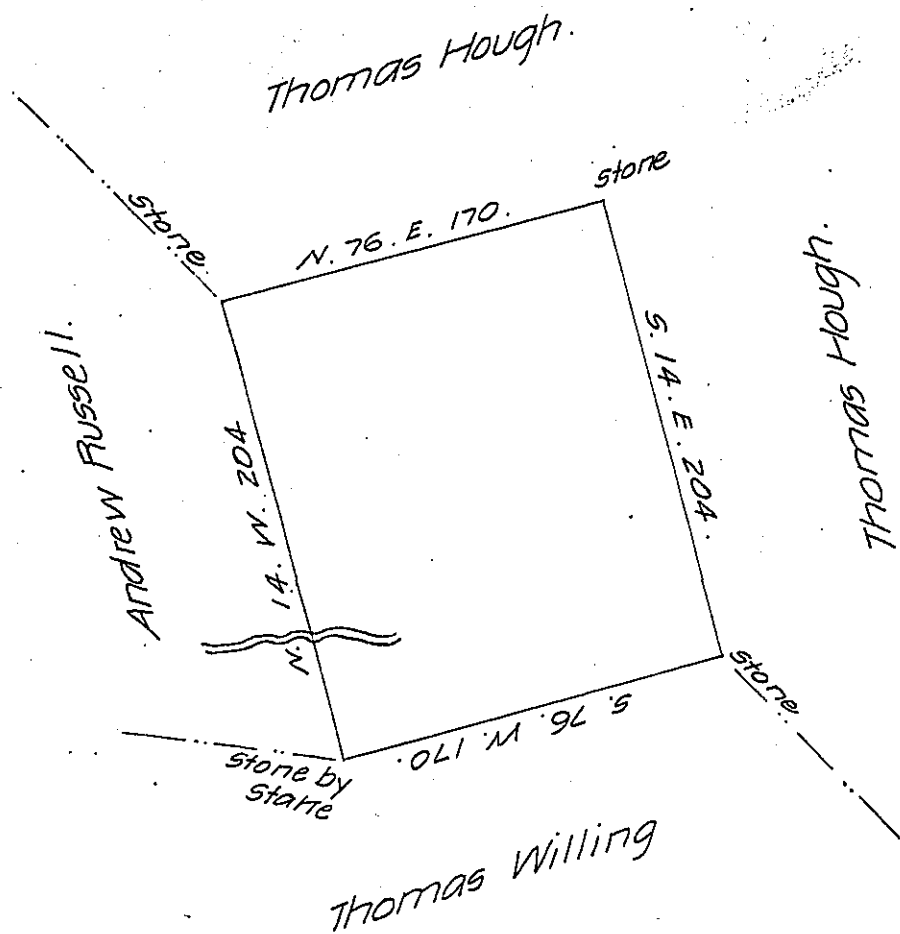 Thomas Hough.
stone
stone
N. 76. E. 170.
Andrew Russell.
N. 14. W. 204
S. 14. E. 204.
Thomas Hough.
stone
S. 76. W. 170.
stone by
stane
Thomas Willing